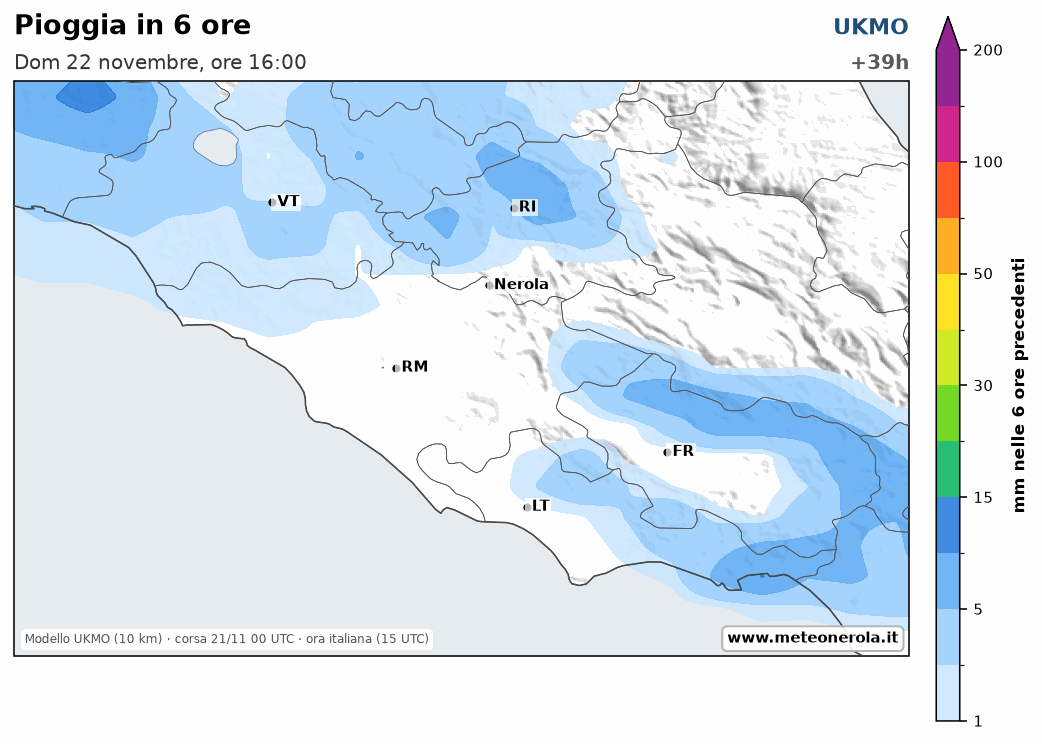 Pioggia in 6 ore
UKMO
Dom 22 novembre, ore 16:00
+39h
VT
RI
Nerola
RM
FR
LT
200
100
50
30
15
5
1
mm nelle 6 ore precedenti
Modello UKMO (10 km) · corsa 21/11 00 UTC · ora italiana (15 UTC)
www.meteonerola.it